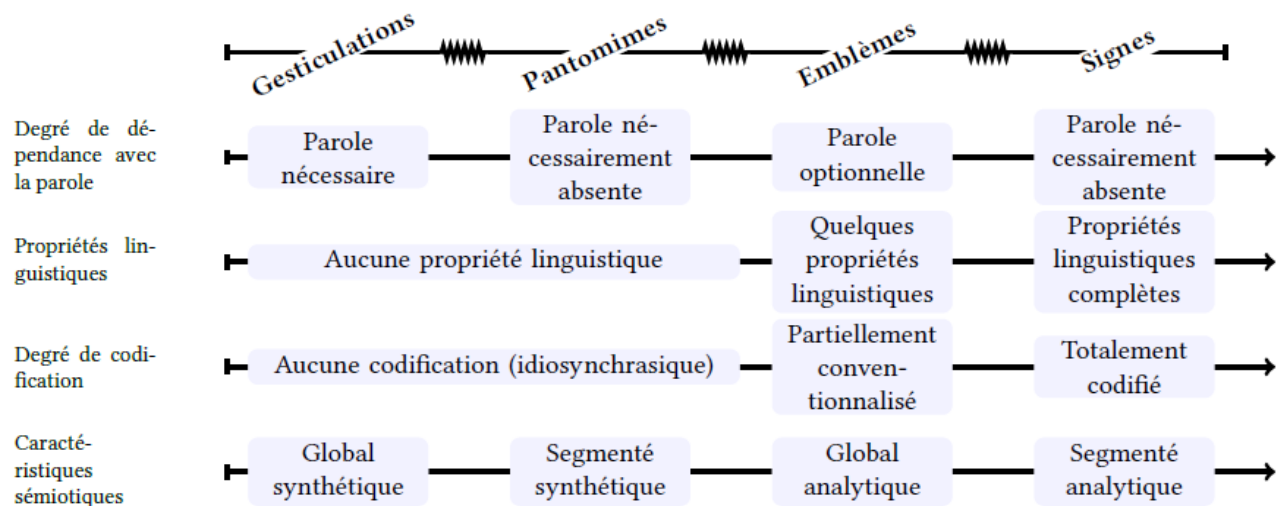 Gesticulations
Pantomimes
Emblèmes
Signes
Degré de dé-
pendance avec
la parole
Parole
nécessaire
Parole né-
cessairement
absente
Parole
optionnelle
Parole né-
cessairement
absente
Propriétés lin-
guistiques
Aucune propriété linguistique
Quelques
propriétés
linguistiques
Propriétés
linguistiques
complètes
Degré de codi-
fication
Aucune codification (idiosynchrasique)
Partiellement
conven-
tionnalisé
Totalement
codifié
Caracté-
ristiques
sémiotiques
Global
synthétique
Segmenté
synthétique
Global
analytique
Segmenté
analytique